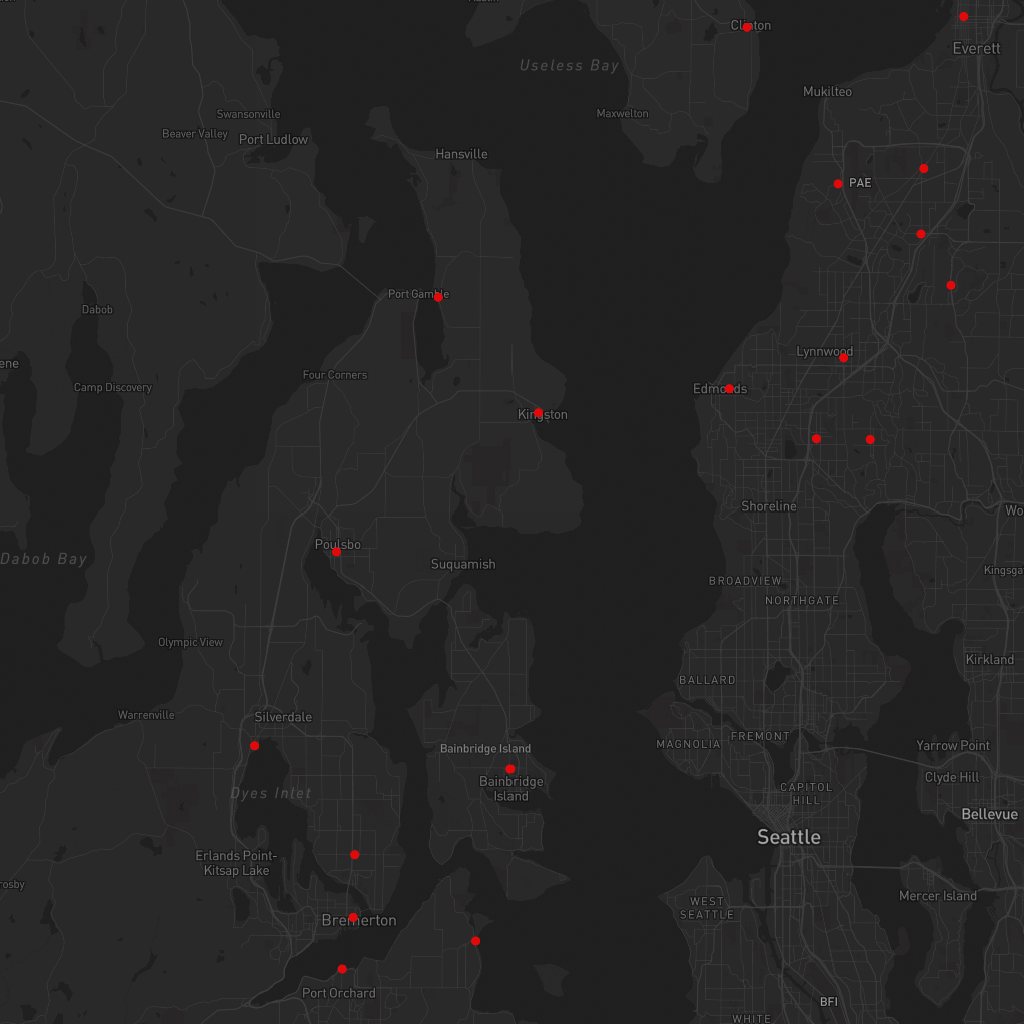 Clinton
Everett
Useless Bay
Mukilteo
Swansonville
Maxwelton
Beaver Valley
Port Ludlow
Hansville
PAE
Port Gamble
Dabob
Lynnwood
ene
Four Corners
Camp Discovery
Edmonds
Kingston
Shoreline
Wo
Poulsbo
Dabob Bay
Suquamish
Kingsga
BROADVIEW
NORTHGATE
Olympic View
Kirkland
BALLARD
Warrenville
Silverdale
FREMONT
MAGNOLIA
Yarrow Point
Bainbridge Island
Clyde Hill
Bainbridge
Island
CAPITOL
HILL
Dyes Inlet
Bellevue
Seattle
Erlands Point-
Kitsap Lake
rosby
Mercer Island
WEST
SEATTLE
Bremerton
Port Orchard
BFI
WHITE